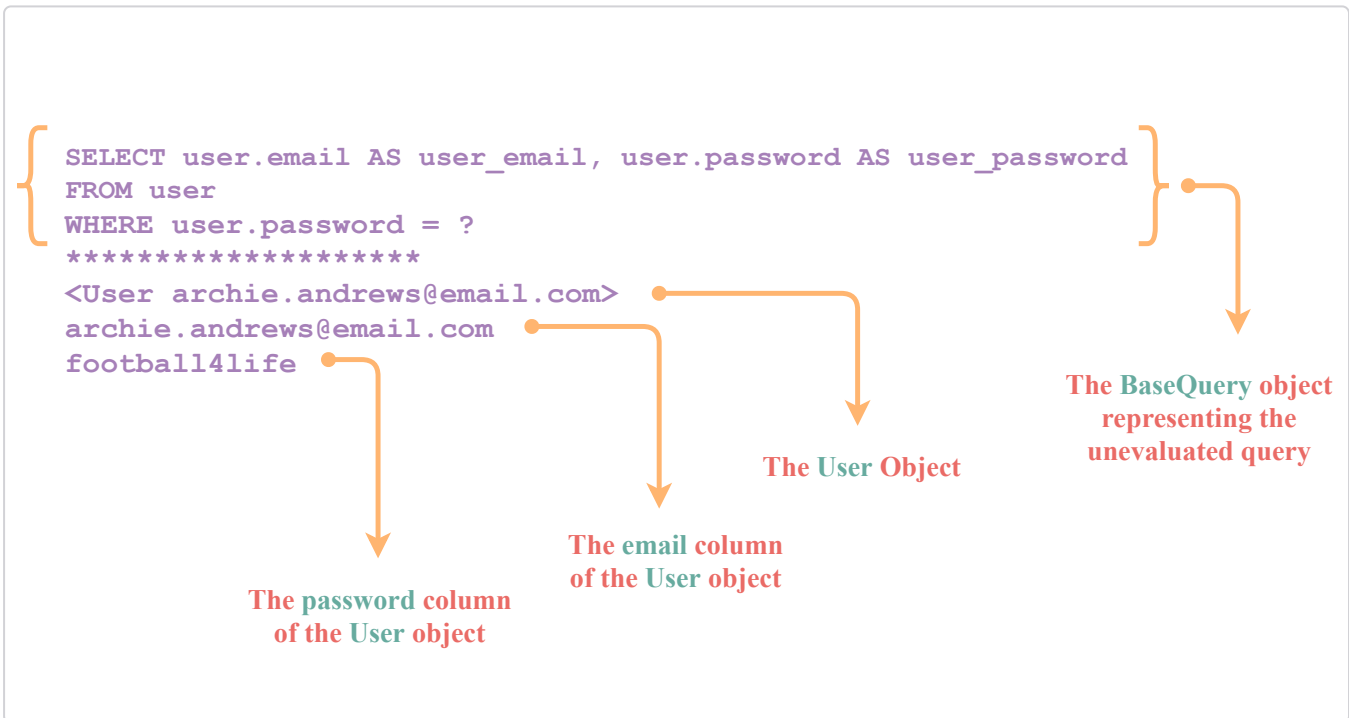 SELECT user.email AS user_email, user.password AS user_password
FROM user
WHERE user.password = ?
*********************
<User archie.andrews@email.com>
archie.andrews@email.com
football4life
The BaseQuery object
representing the
unevaluated query
The User Object
The email column
of the User object
The password column
of the User object